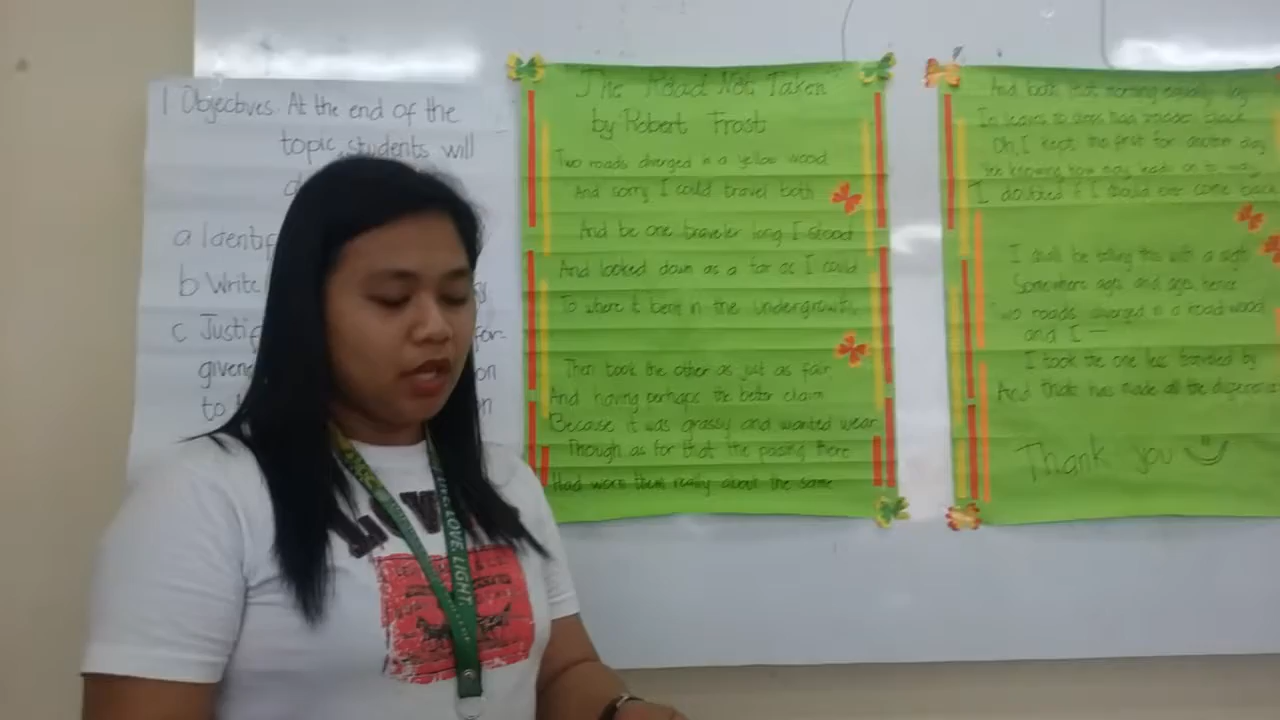 I Objectives: At the end of the
topic, students will
a Identif
b Write
c Justif for-
given on
to
"The Road Not Taken"
by Robert Frost
Two roads diverged in a yellow wood
And sorry I could travel both
And be one traveler long I stood
And looked down as a far as I could
To where it bent in the undergrowth,
Then took the other as just as fair
And having perhaps the better claim
Because it was grassy and wanted wear
Though as for that the pasing there
Had worn them really about the same
And both that morning equally lay
In leaves no step had trodden black
Oh, I kept the first for another day
Yet knowing how way leads on to way
I doubted if I should ever come back
I shall be telling this with a sigh
Somewhere ages and ages hence
Two roads diverged in a road wood
and I —
I took the one less traveled by
And that has made all the
Thank you
LOVE. LIGHT.